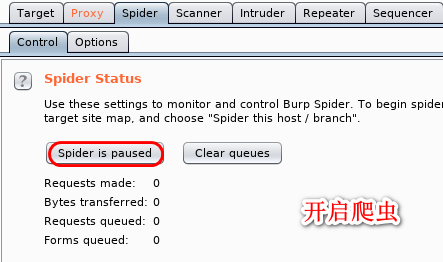 Target Proxy Spider Scanner Intruder Repeater Sequencer
Control Options
Spider Status
Use these settings to monitor and control Burp Spider. To begin spider
target site map, and choose "Spider this host / branch".
Spider is paused Clear queues
Requests made: 0
Bytes transferred: 0
Requests queued: 0
Forms queued: 0
开启爬虫